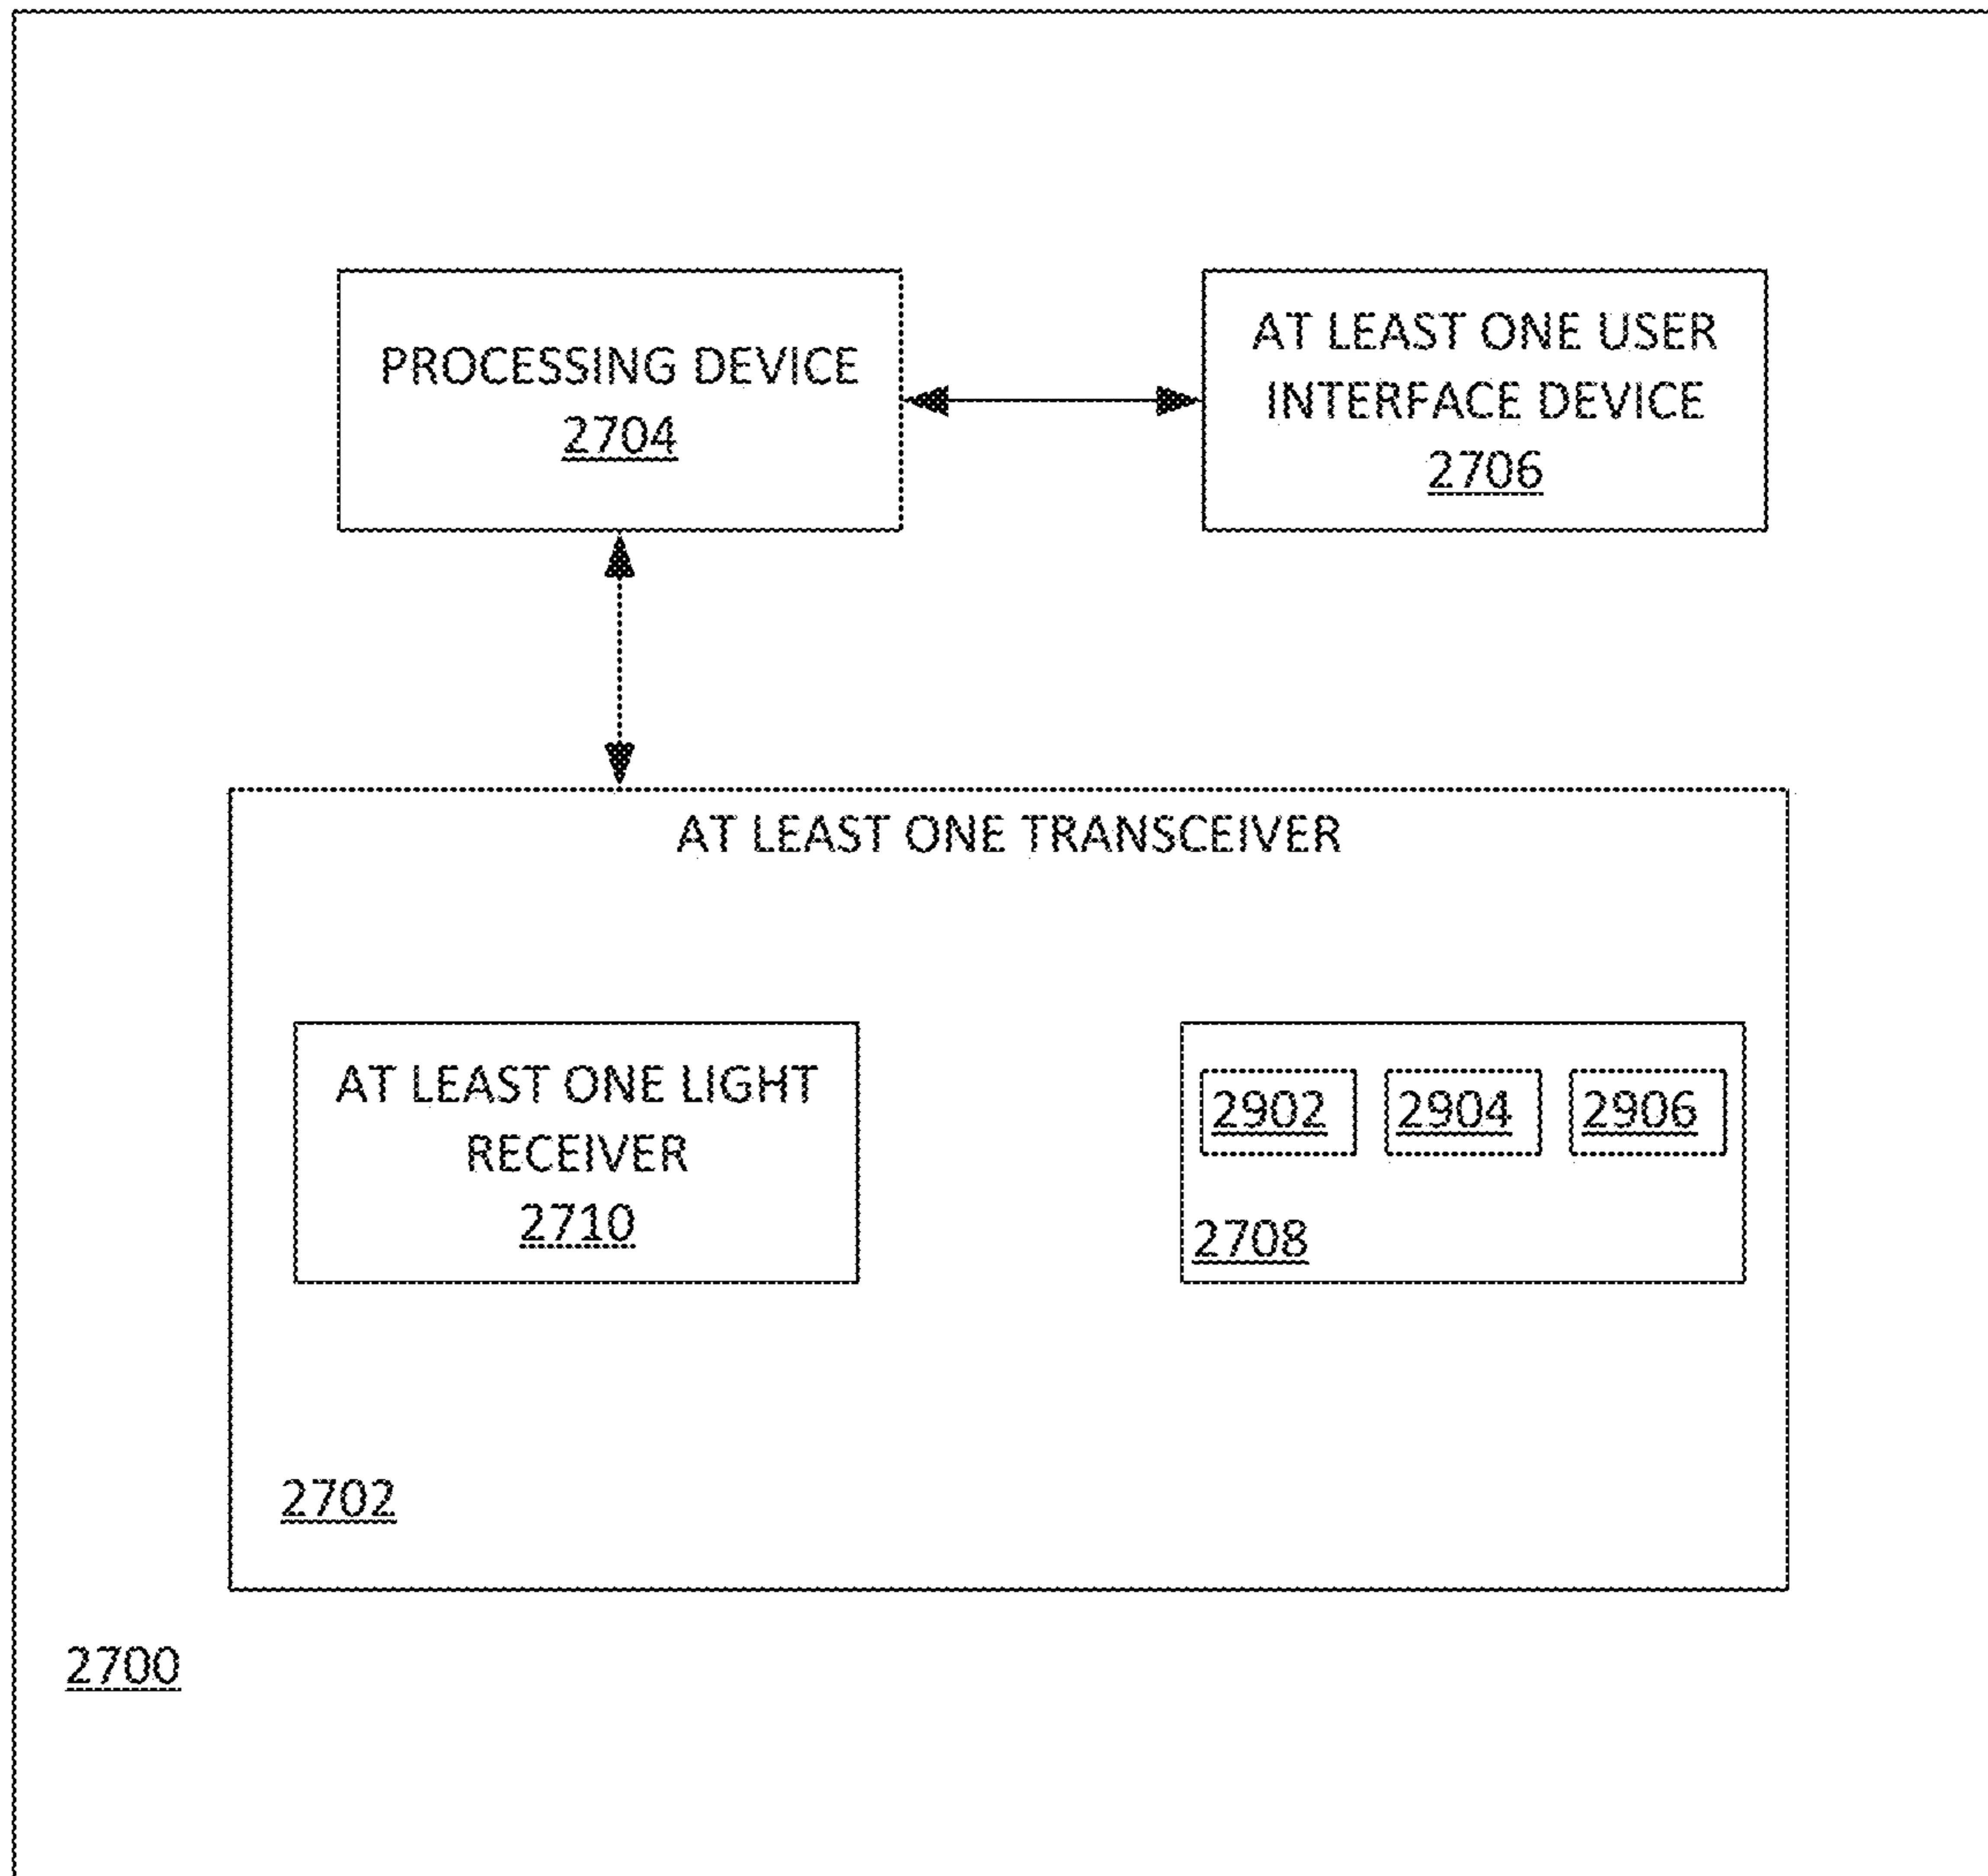 PROCESSING DEVICE
2704
AT LEAST ONE USER
INTERFACE DEVICE
2706
AT LEAST ONE TRANSCEIVER
AT LEAST ONE LIGHT
RECEIVER
2710
2902 2904 2906
2708
2702
2700